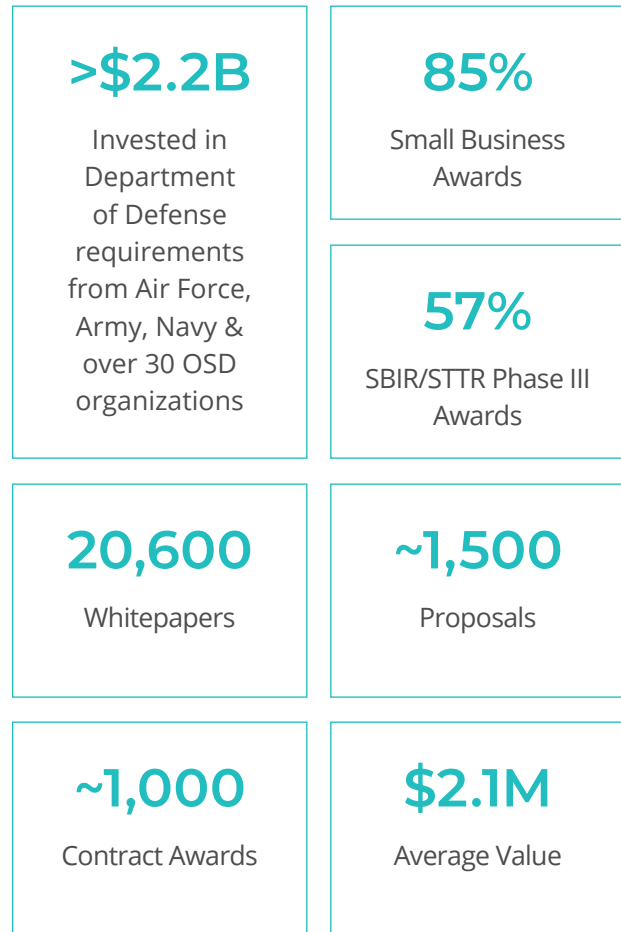 >$2.2B
Invested in
Department
of Defense
requirements
from Air Force,
Army, Navy &
over 30 OSD
organizations
85%
Small Business
Awards
57%
SBIR/STTR Phase III
Awards
20,600
Whitepapers
~1,500
Proposals
~1,000
Contract Awards
$2.1M
Average Value